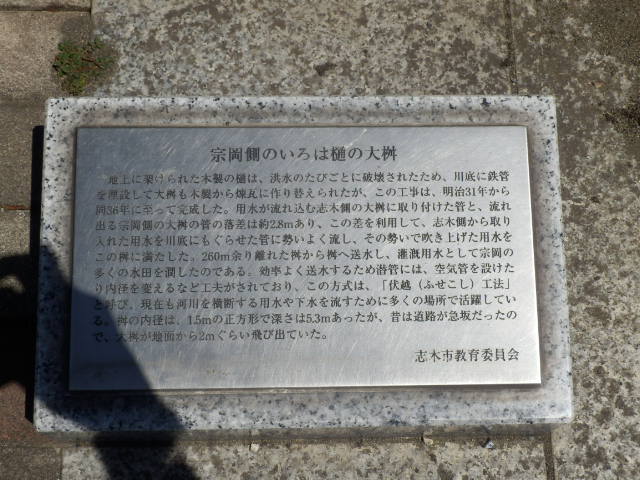 宗岡側のいろは樋の大桝
地上に架けられた木製の樋は、洪水のたびごとに破壊されたため、川底に鉄管
を埋設して大桝も木製から煉瓦に作り替えられたが、この工事は、明治31年から
同36年に至って完成した。用水が流れ込む志木側の大桝に取り付けた管と、流れ
出る宗岡側の大桝の管の落差は約2.8mあり、この差を利用して、志木側から取り
入れた用水を川底にもぐらせた管に勢いよく流し、その勢いで吹き上げた用水を
この桝に満たした。260m余り離れた桝から桝へ送水し、灌漑用水として宗岡の
多くの水田を潤したのである。効率よく送水するため潜管には、空気管を設けた
り内径を変えるなど工夫がされており、この方式は、「伏越（ふせこし）工法」
と呼び、現在も河川を横断する用水や下水を流すために多くの場所で活躍してい
る。桝の内径は、1.5mの正方形で深さは5.3mあったが、昔は道路が急坂だったの
で、大桝が地面から2mぐらい飛び出ていた。
志木市教育委員会